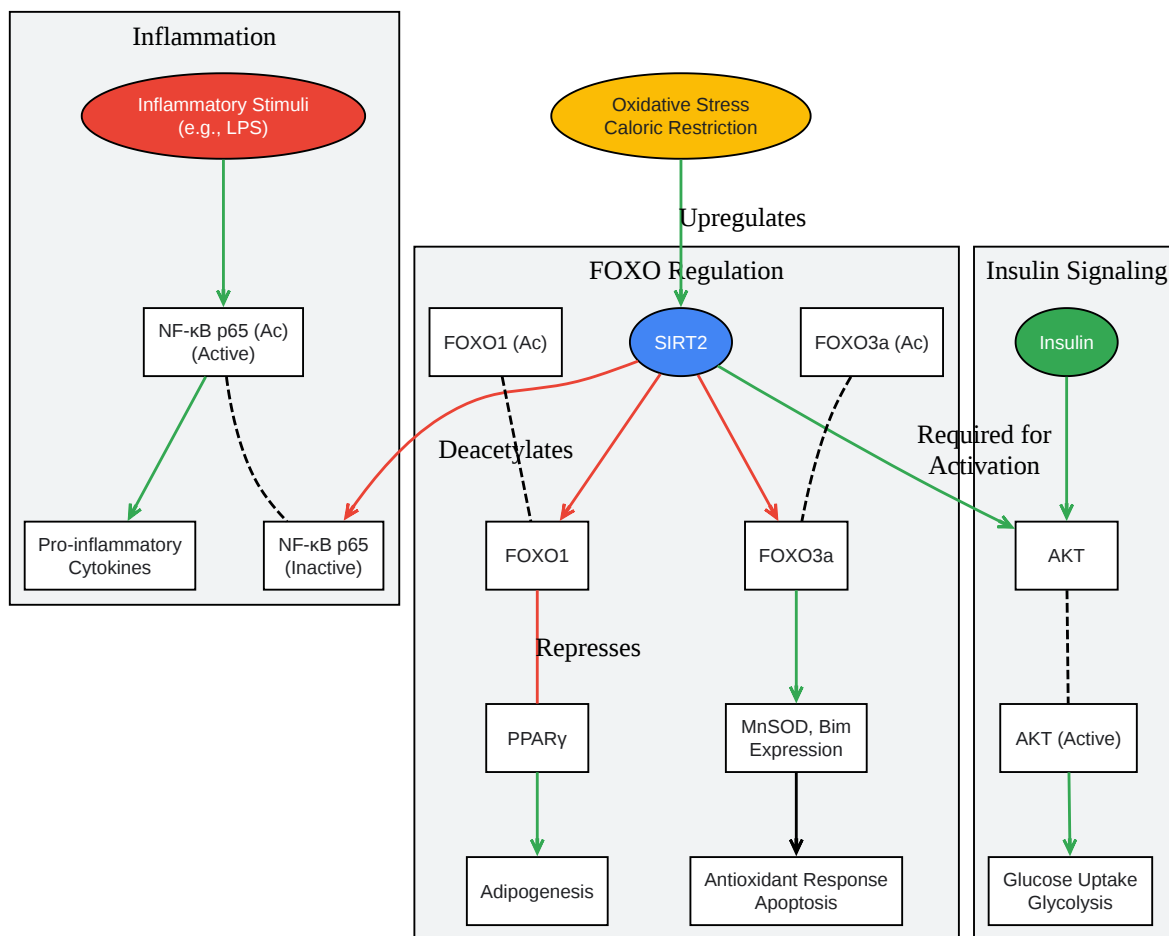 Inflammation
Inflammatory Stimuli
(e.g., LPS)
Oxidative Stress
Caloric Restriction
Upregulates
FOXO Regulation
Insulin Signaling
NF-κB p65 (Ac)
(Active)
FOXO1 (Ac)
SIRT2
FOXO3a (Ac)
Insulin
Deacetylates
Required for
Activation
Pro-inflammatory
Cytokines
NF-κB p65
(Inactive)
FOXO1
FOXO3a
AKT
Represses
PPARγ
MnSOD, Bim
Expression
AKT (Active)
Adipogenesis
Antioxidant Response
Apoptosis
Glucose Uptake
Glycolysis